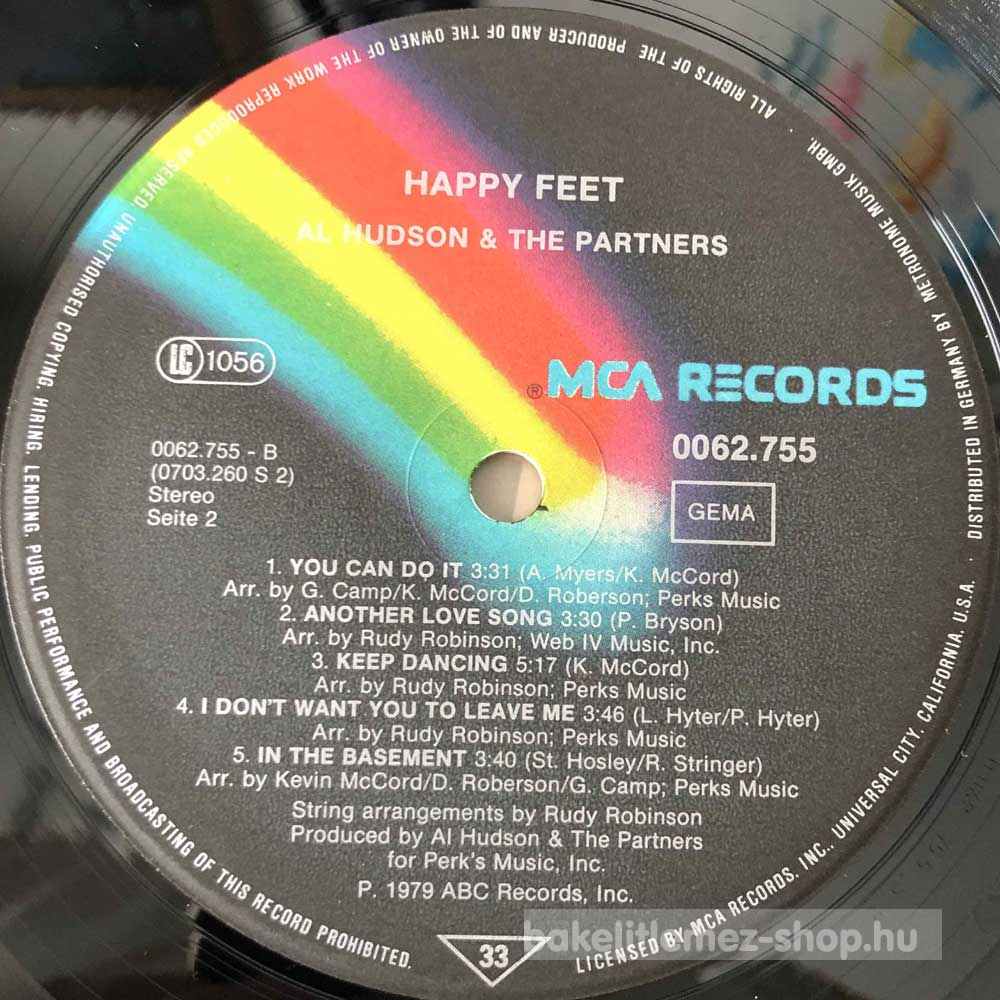 ALL RIGHTS OF THE PRODUCER AND OF THE OWNER OF THE WORK REPRODUCED RESERVED. UNAUTHORISED COPYING, HIRING, LENDING, PUBLIC PERFORMANCE AND BROADCASTING OF THIS RECORD PROHIBITED.
HAPPY FEET
AL HUDSON & THE PARTNERS
LC 1056
® MCA RECORDS
0062.755 - B
(0703.260 S 2)
Stereo
Seite 2
0062.755
GEMA
1. YOU CAN DO IT 3:31 (A. Myers/K. McCord)
Arr. by G. Camp/K. McCord/D. Roberson; Perks Music
2. ANOTHER LOVE SONG 3:30 (P. Bryson)
Arr. by Rudy Robinson; Web IV Music, Inc.
3. KEEP DANCING 5:17 (K. McCord)
Arr. by Rudy Robinson; Perks Music
4. I DON'T WANT YOU TO LEAVE ME 3:46 (L. Hyter/P. Hyter)
Arr. by Rudy Robinson; Perks Music
5. IN THE BASEMENT 3:40 (St. Hosley/R. Stringer)
Arr. by Kevin McCord/D. Roberson/G. Camp; Perks Music
String arrangements by Rudy Robinson
Produced by Al Hudson & The Partners
for Perk's Music, Inc.
P. 1979 ABC Records, Inc.
33
LICENSED BY MCA RECORDS, INC., UNIVERSAL CITY, CALIFORNIA, U.S.A. · DISTRIBUTED IN GERMANY BY METRONOME MUSIK GMBH. ·
bakelitlemez-shop.hu